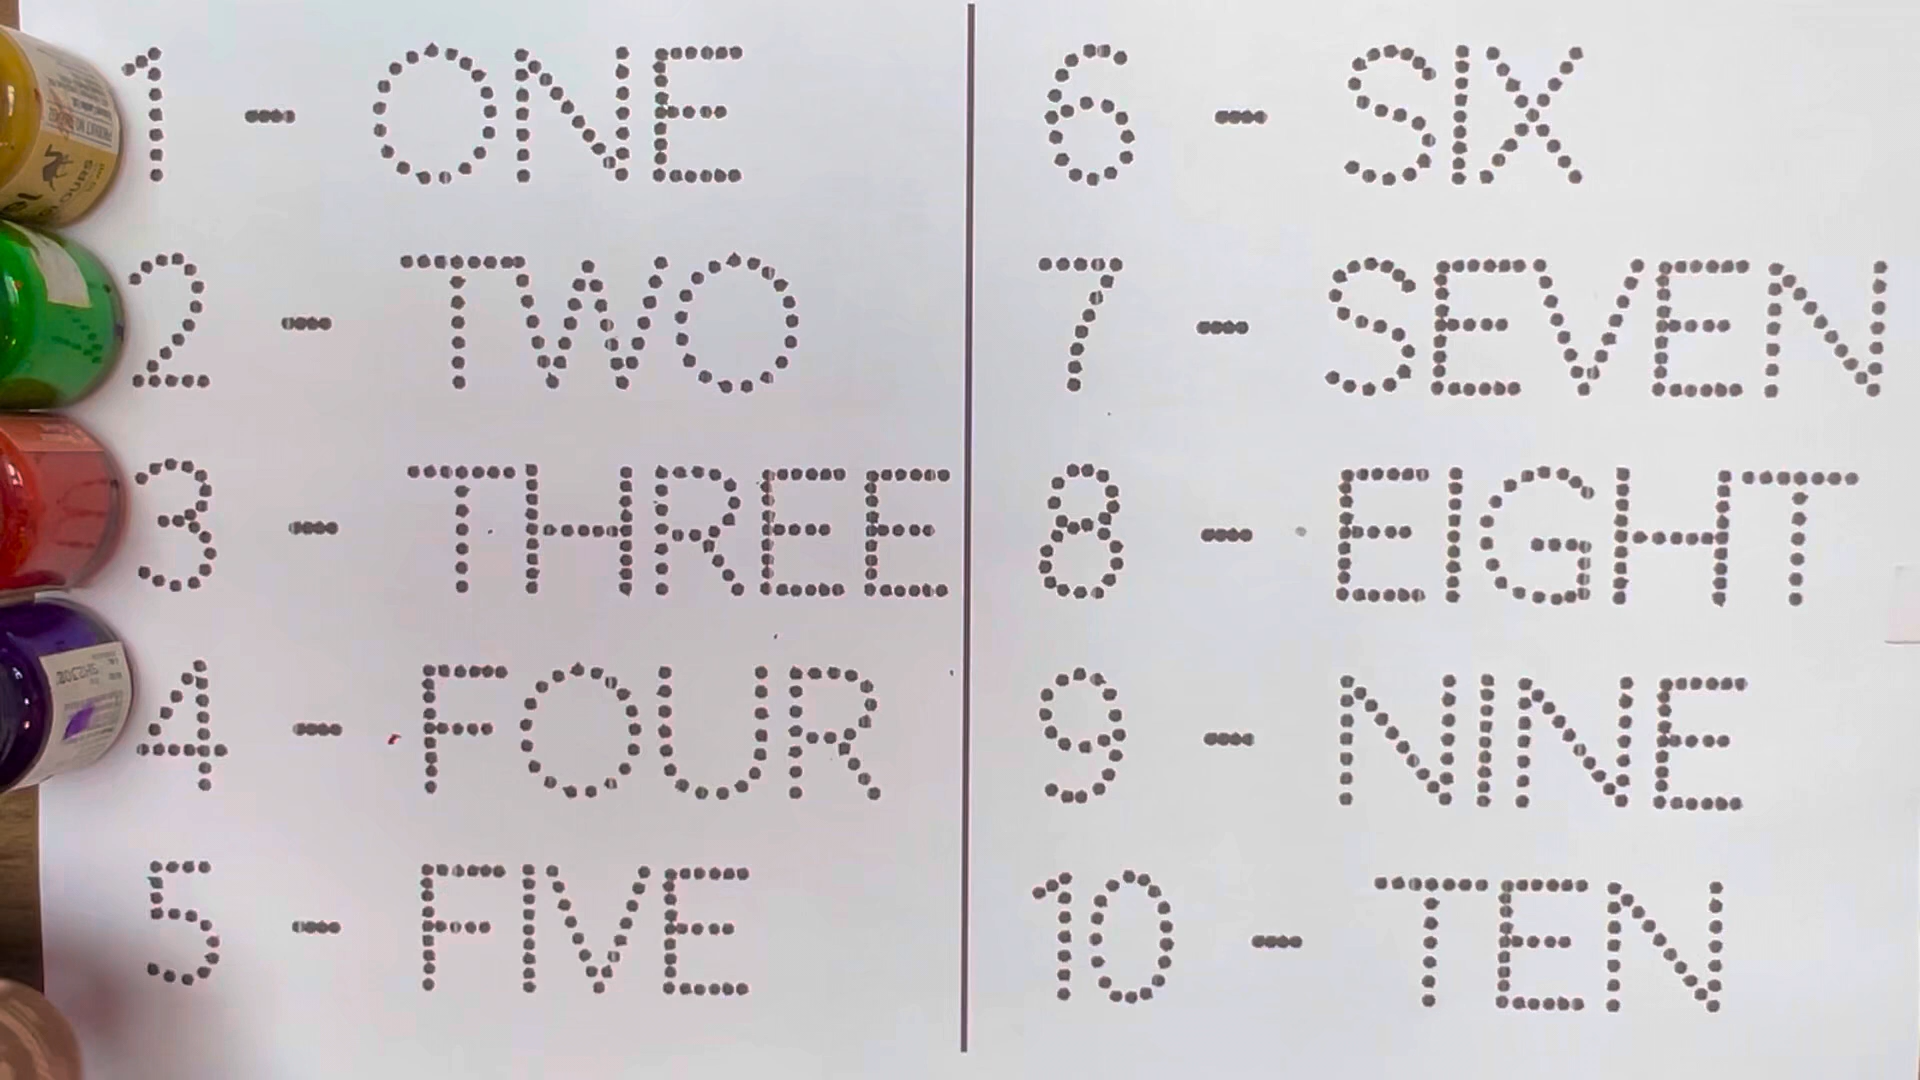 1 - ONE
2 - TWO
3 - THREE
4 - FOUR
5 - FIVE
6 - SIX
7 - SEVEN
8 - EIGHT
9 - NINE
10 - TEN